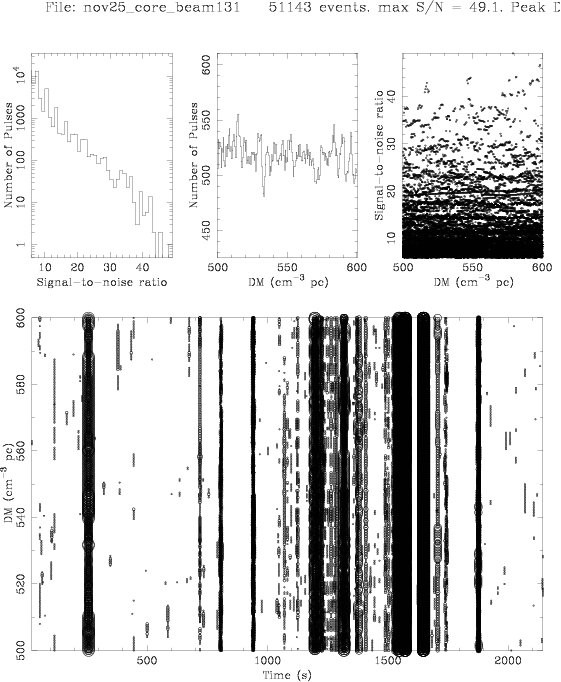 File: nov25_core_beam131 51143 events. max S/N = 49.1. Peak D
Number of Pulses
10⁴
1000
100
10
1
10 20 30 40
Signal-to-noise ratio
Number of Pulses
600
550
500
450
500 550 600
DM (cm⁻³ pc)
Signal-to-noise ratio
40
30
20
10
500 550 600
DM (cm⁻³ pc)
DM (cm⁻³ pc)
600
580
560
540
520
500
500 1000 1500 2000
Time (s)